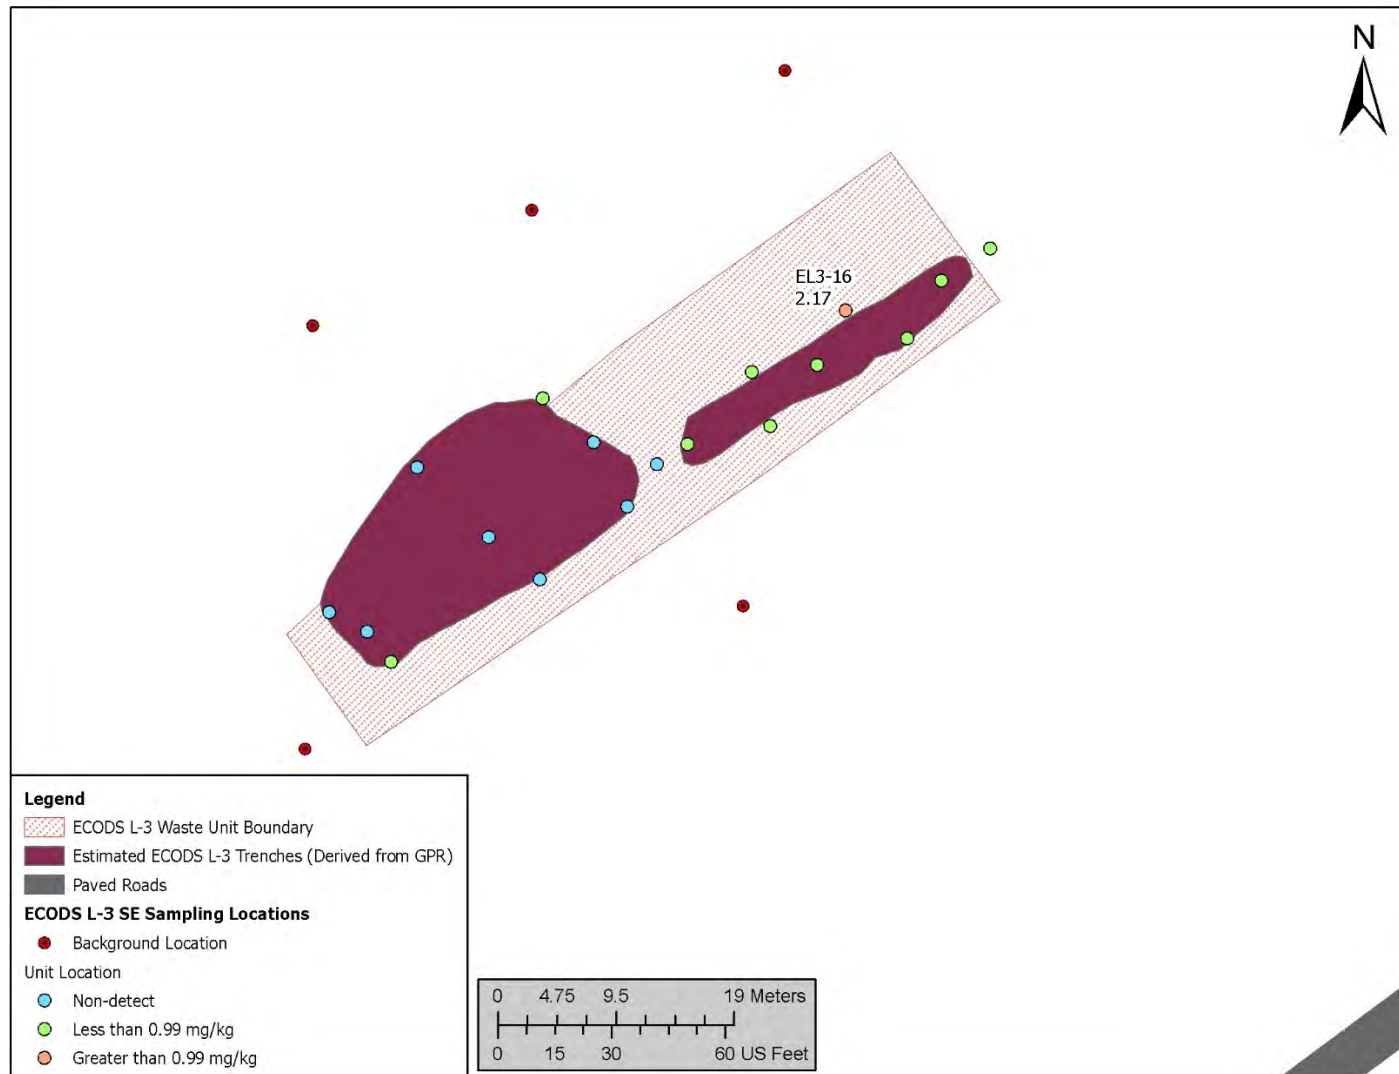 N
EL3-16
2.17
Legend
ECODS L-3 Waste Unit Boundary
Estimated ECODS L-3 Trenches (Derived from GPR)
Paved Roads
ECODS L-3 SE Sampling Locations
Background Location
Unit Location
Non-detect
Less than 0.99 mg/kg
Greater than 0.99 mg/kg
0 4.75 9.5 19 Meters
0 15 30 60 US Feet